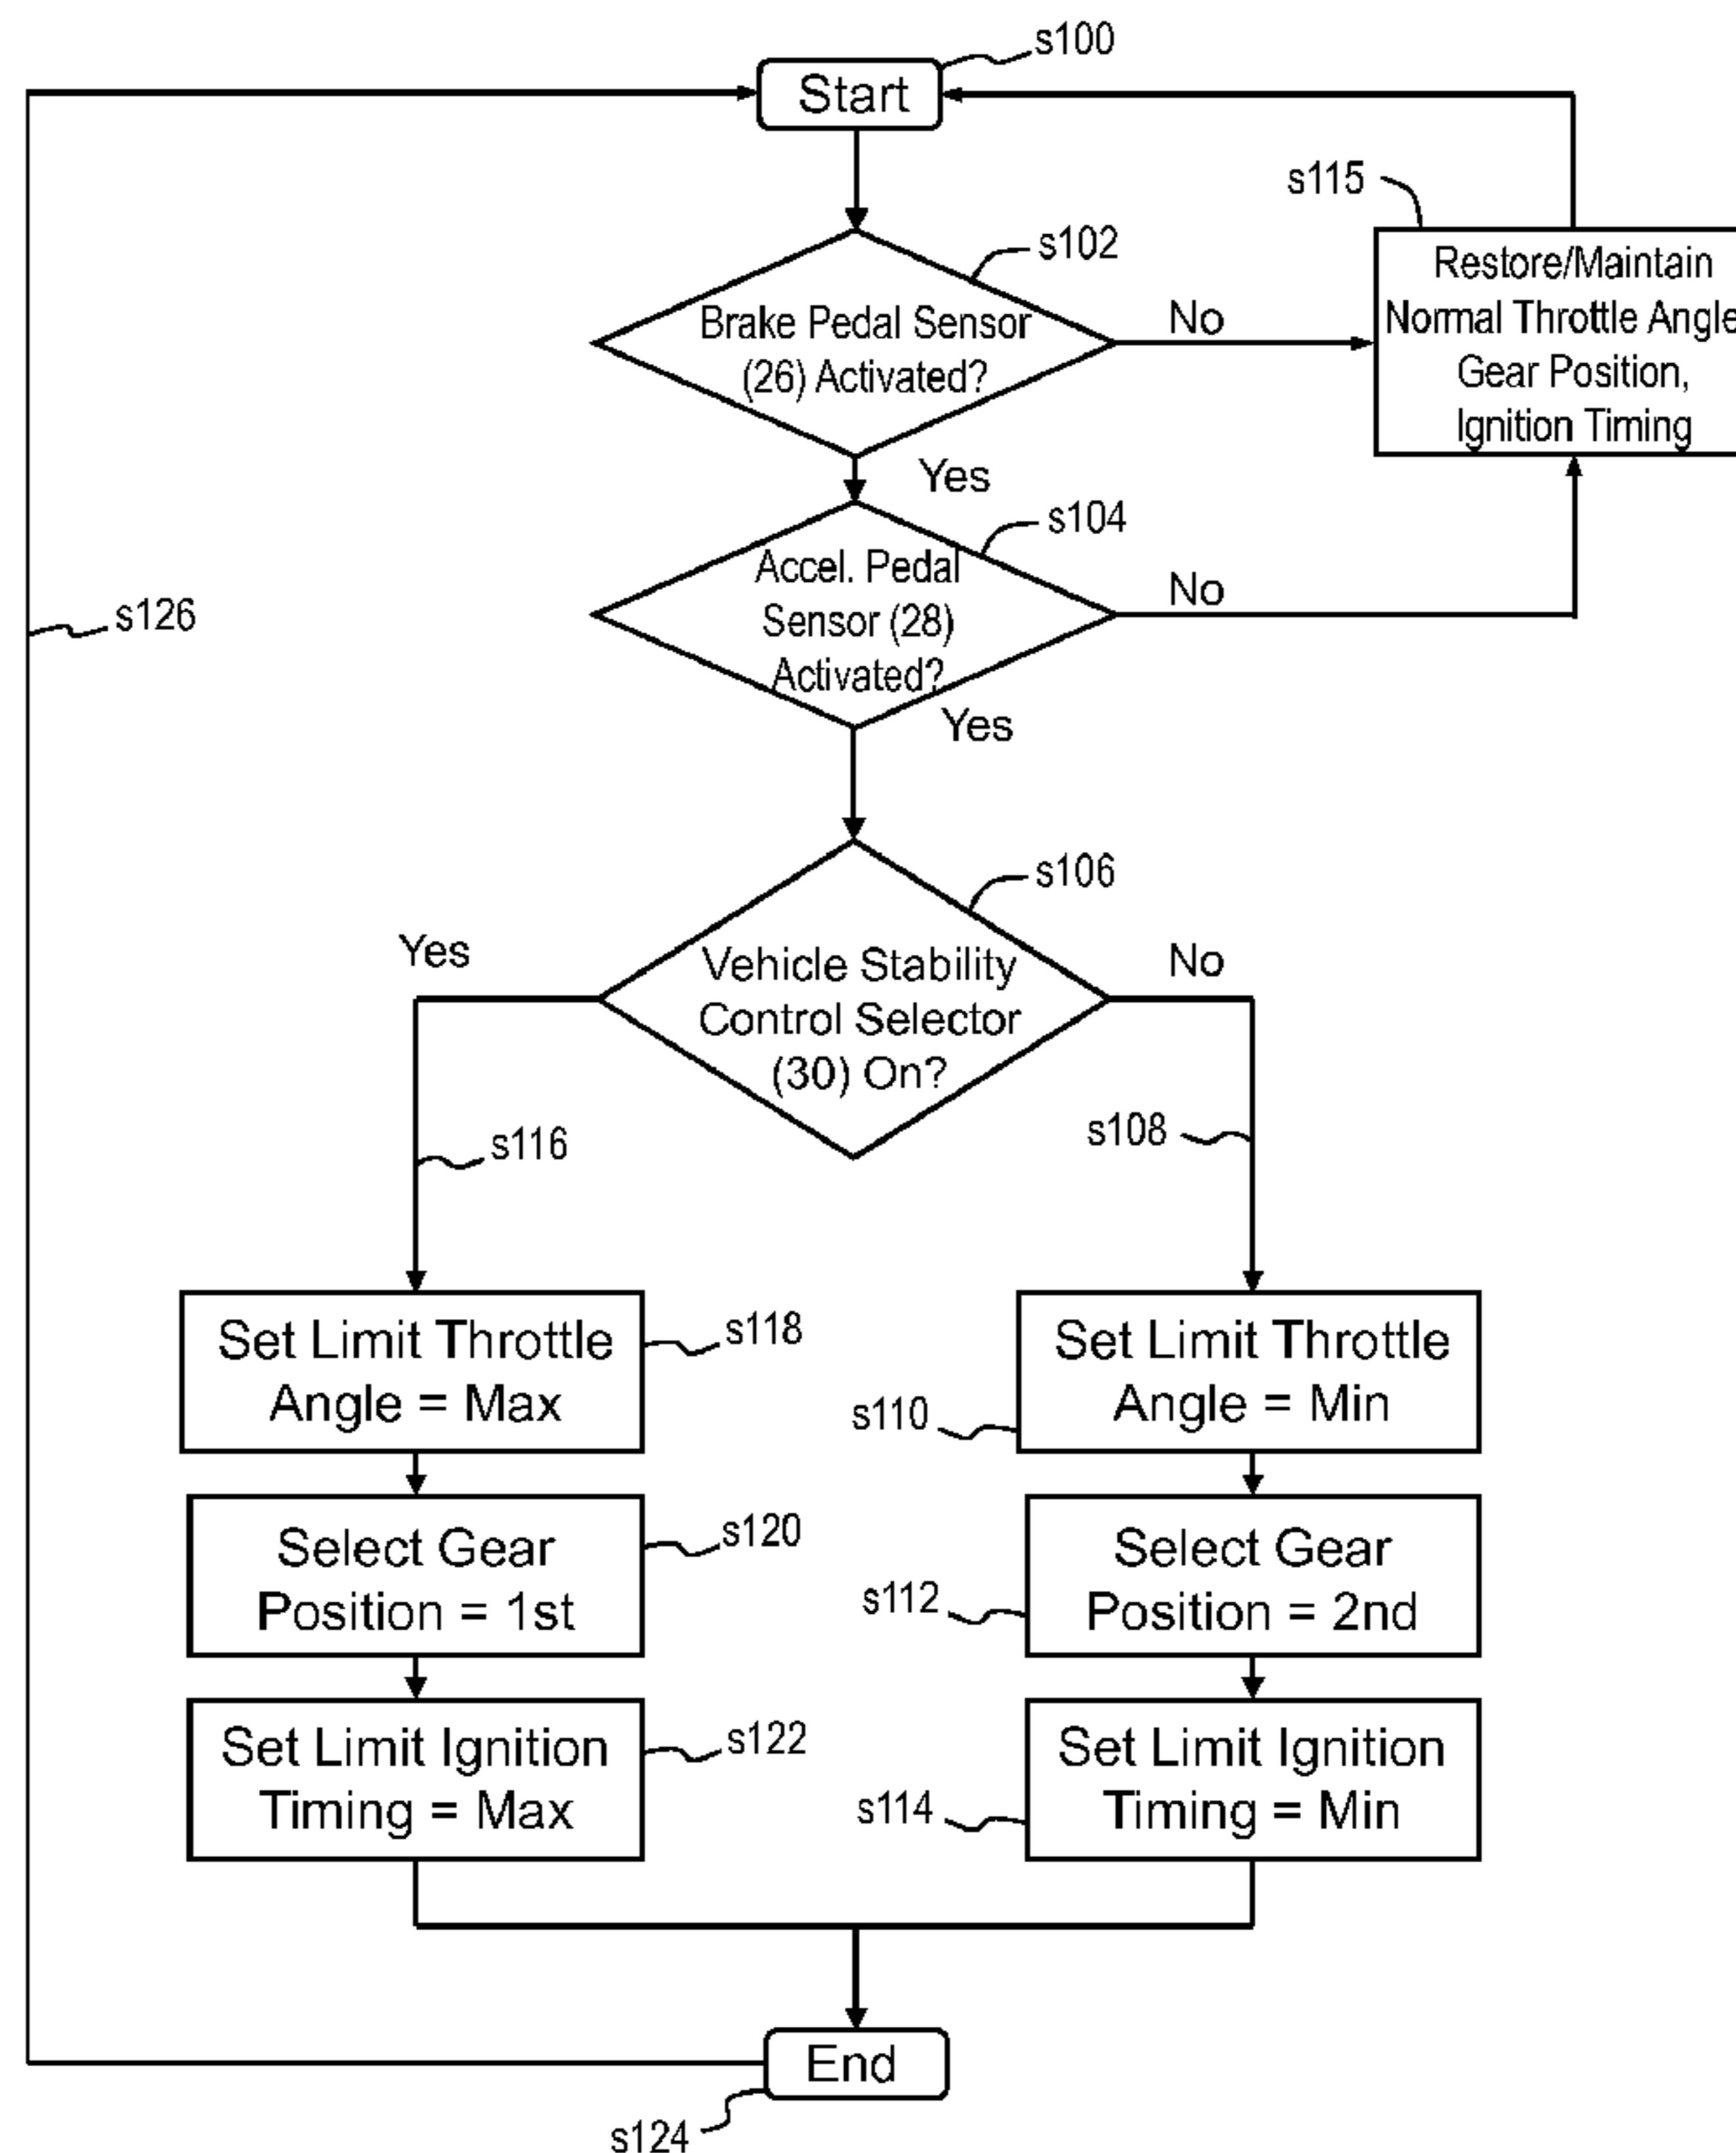 s100
Start
s115
s102
Restore/Maintain
Normal Throttle Angle
Gear Position,
Ignition Timing
Brake Pedal Sensor
(26) Activated?
No
Yes
s104
Accel. Pedal
Sensor (28)
Activated?
No
s126
Yes
s106
Yes
No
Vehicle Stability
Control Selector
(30) On?
s116
s108
Set Limit Throttle
Angle = Max
s118
Set Limit Throttle
Angle = Min
s110
Select Gear
Position = 1st
s120
Select Gear
Position = 2nd
s112
Set Limit Ignition
Timing = Max
s122
Set Limit Ignition
Timing = Min
s114
End
s124